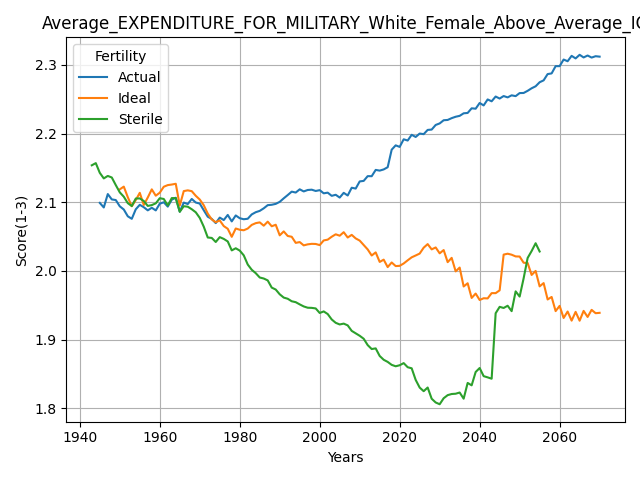 Average_EXPENDITURE_FOR_MILITARY_White_Female_Above_Average_IQ
Fertility
Actual
Ideal
Sterile
Score(1-3)
2.3
2.2
2.1
2.0
1.9
1.8
1940 1960 1980 2000 2020 2040 2060
Years